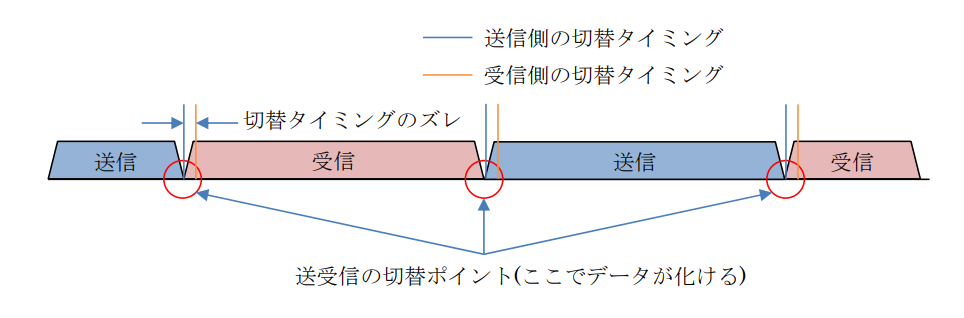 送信側の切替タイミング
受信側の切替タイミング
切替タイミングのズレ
送信 受信 送信 受信
送受信の切替ポイント(ここでデータが化ける)